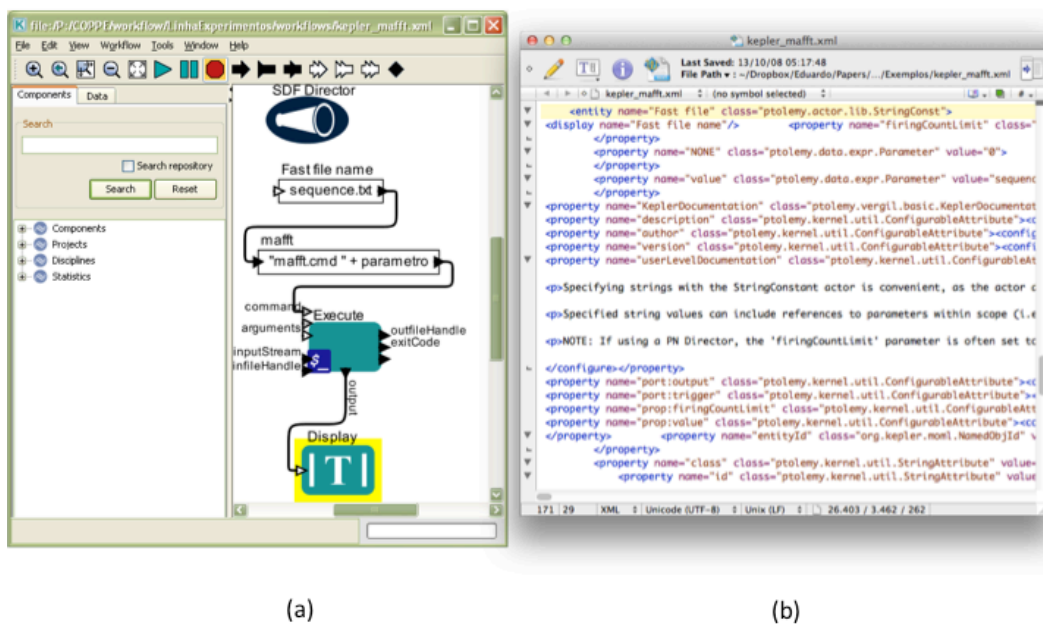 file:/P:/COPPE/workflow/LinhaExperimentos/workflows/kepler_mafft.xml
File Edit View Workflow Tools Window Help
Components Data
Search
Search repository
Search Reset
Components
Projects
Disciplines
Statistics
SDF Director
Fast file name
sequence.txt
mafft
"mafft.cmd " + parametro
command
Execute
arguments
outfileHandle
exitCode
inputStream
infileHandle
$_
output
Display
T
(a)
kepler_mafft.xml
Last Saved: 13/10/08 05:17:48
File Path ▾ : ~/Dropbox/Eduardo/Papers/.../Exemplos/kepler_mafft.xml
kepler_mafft.xml (no symbol selected)
<entity name="Fast file" class="ptolemy.actor.lib.StringConst">
<display name="Fast file name"/> <property name="firingCountLimit" class="
</property>
<property name="NONE" class="ptolemy.data.expr.Parameter" value="0">
</property>
<property name="value" class="ptolemy.data.expr.Parameter" value="sequenc
</property>
<property name="KeplerDocumentation" class="ptolemy.vergil.basic.KeplerDocumentat
<property name="description" class="ptolemy.kernel.util.ConfigurableAttribute"><c
<property name="author" class="ptolemy.kernel.util.ConfigurableAttribute"><config
<property name="version" class="ptolemy.kernel.util.ConfigurableAttribute"><confi
<property name="userLevelDocumentation" class="ptolemy.kernel.util.ConfigurableAt
<p>Specifying strings with the StringConstant actor is convenient, as the actor d
<p>Specified string values can include references to parameters within scope (i.e
<p>NOTE: If using a PN Director, the 'firingCountLimit' parameter is often set to
</configure></property>
<property name="port:output" class="ptolemy.kernel.util.ConfigurableAttribute"><c
<property name="port:trigger" class="ptolemy.kernel.util.ConfigurableAttribute"><
<property name="prop:firingCountLimit" class="ptolemy.kernel.util.ConfigurableAtt
<property name="prop:value" class="ptolemy.kernel.util.ConfigurableAttribute"><cc
</property> <property name="entityId" class="org.kepler.moml.NamedObjId" v
</property>
<property name="class" class="ptolemy.kernel.util.StringAttribute" value=
<property name="id" class="ptolemy.kernel.util.StringAttribute" value
171 29 XML Unicode (UTF-8) Unix (LF) 26.403 / 3.462 / 262
(b)